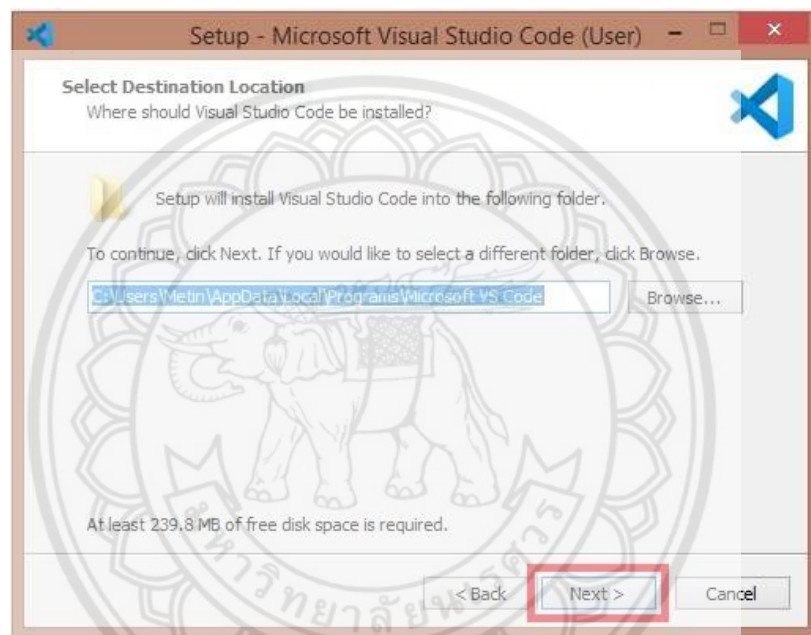 Setup - Microsoft Visual Studio Code (User)
Select Destination Location
Where should Visual Studio Code be installed?
Setup will install Visual Studio Code into the following folder.
To continue, click Next. If you would like to select a different folder, click Browse.
C:\Users\Metin\AppData\Local\Programs\Microsoft VS Code
Browse...
At least 239.8 MB of free disk space is required.
< Back
Next >
Cancel